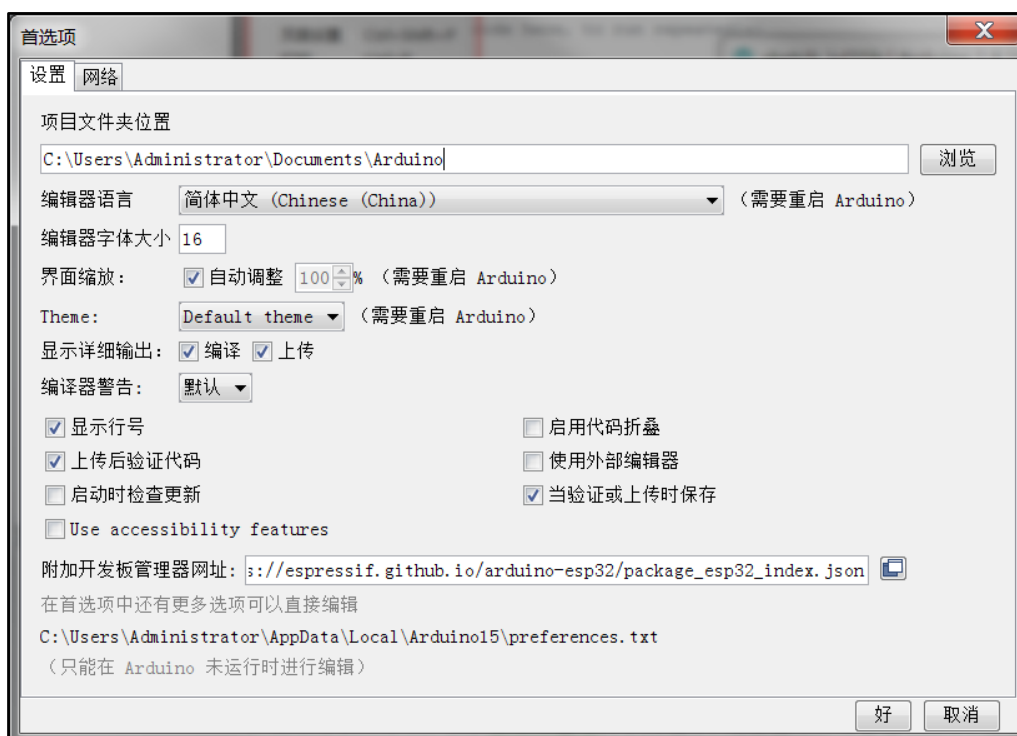 首选项
设置 网络
项目文件夹位置
C:\Users\Administrator\Documents\Arduino 浏览
编辑器语言 简体中文 (Chinese (China)) （需要重启 Arduino）
编辑器字体大小 16
界面缩放： 自动调整 100 % （需要重启 Arduino）
Theme: Default theme （需要重启 Arduino）
显示详细输出： 编译 上传
编译器警告： 默认
显示行号 启用代码折叠
上传后验证代码 使用外部编辑器
启动时检查更新 当验证或上传时保存
Use accessibility features
附加开发板管理器网址: s://espressif.github.io/arduino-esp32/package_esp32_index.json
在首选项中还有更多选项可以直接编辑
C:\Users\Administrator\AppData\Local\Arduino15\preferences.txt
（只能在 Arduino 未运行时进行编辑）
好 取消